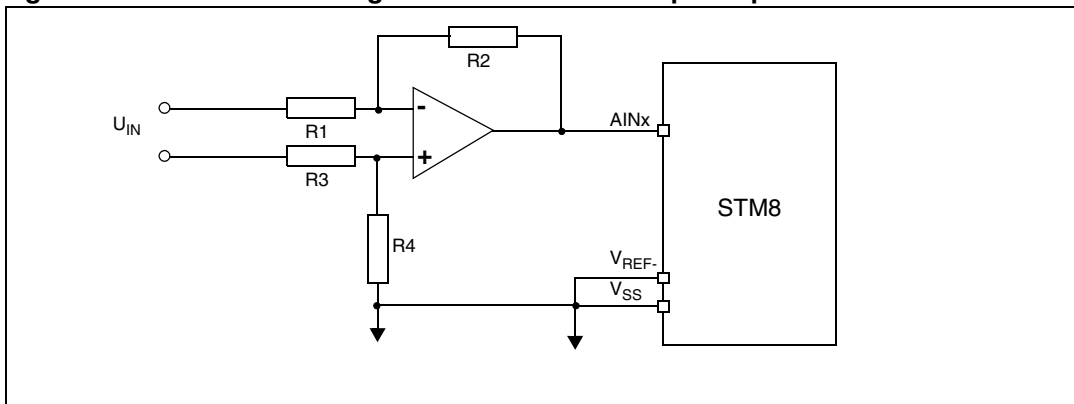 R2
-
AINx
U_IN
R1
+
R3
STM8
R4
V_REF-
V_SS